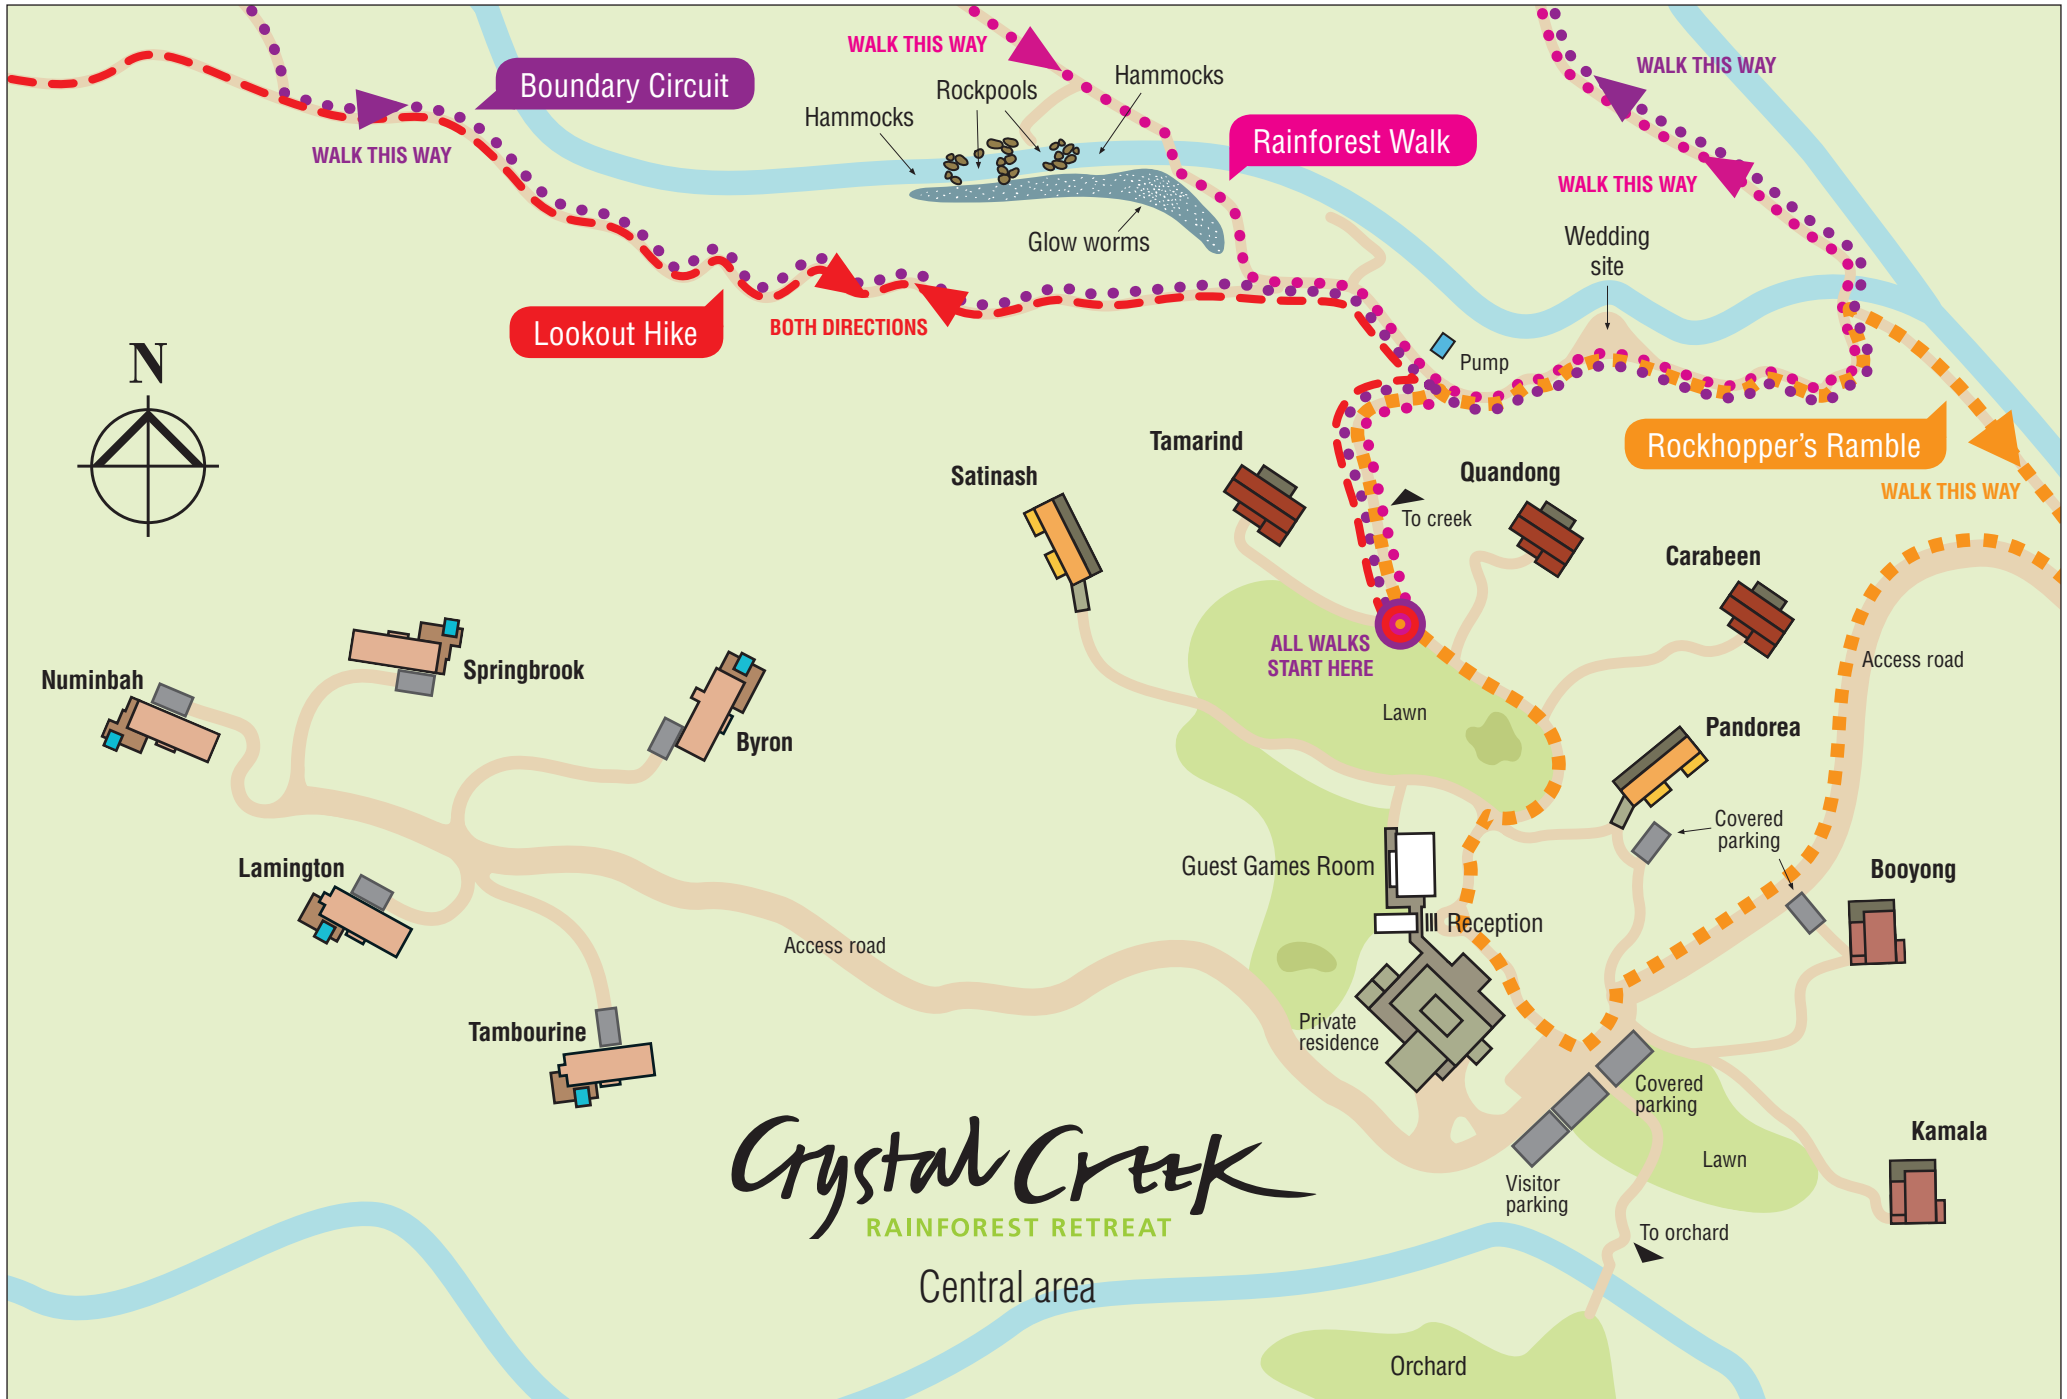 WALK THIS WAY
WALK THIS WAY
Boundary Circuit
Rockpools
Hammocks
Hammocks
WALK THIS WAY
Rainforest Walk
WALK THIS WAY
Glow worms
Wedding
site
Lookout Hike
BOTH DIRECTIONS
N
Pump
Rockhopper's Ramble
WALK THIS WAY
Tamarind
Satinash
Quandong
To creek
Carabeen
ALL WALKS
START HERE
Access road
Numinbah
Springbrook
Byron
Lawn
Pandorea
Covered
parking
Lamington
Guest Games Room
Booyong
Reception
Access road
Tambourine
Private
residence
Covered
parking
Kamala
Lawn
Visitor
parking
To orchard
Crystal Creek
RAINFOREST RETREAT
Central area
Orchard